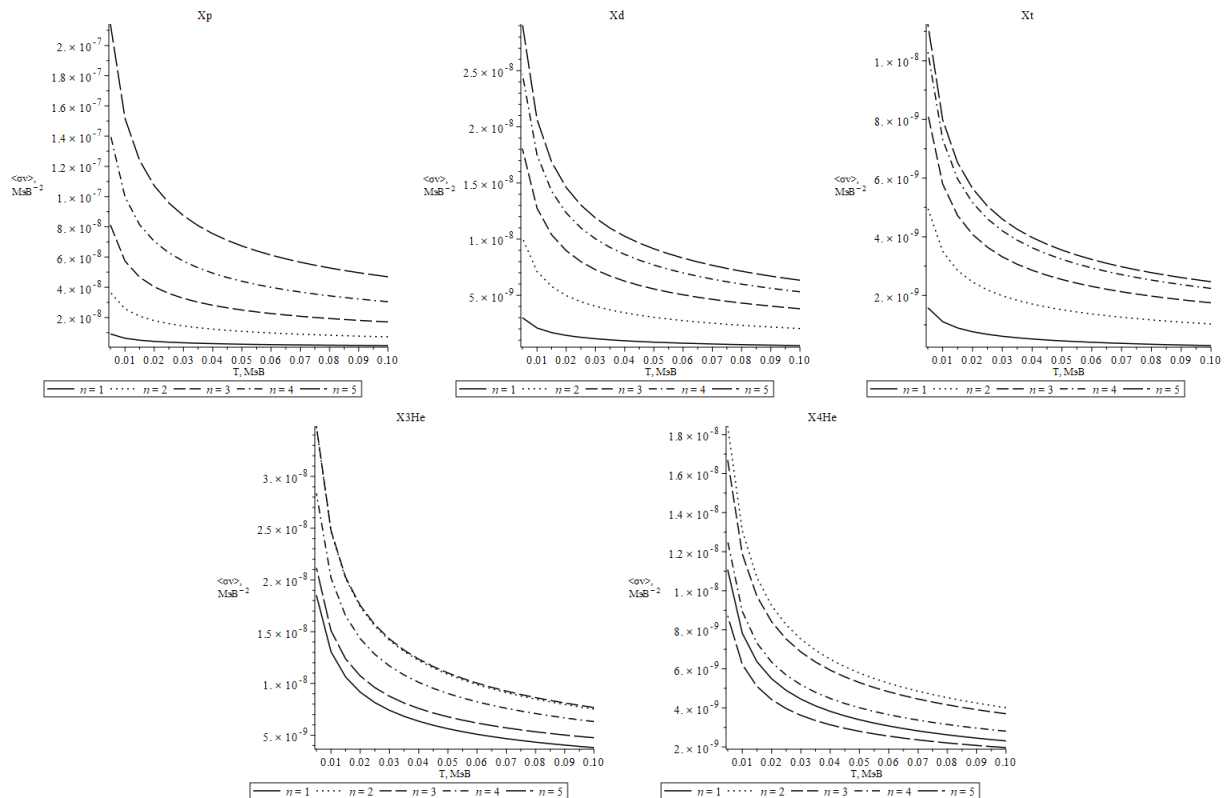 Xp
2. × 10⁻⁷
1.8 × 10⁻⁷
1.6 × 10⁻⁷
1.4 × 10⁻⁷
1.2 × 10⁻⁷
1. × 10⁻⁷
8. × 10⁻⁸
6. × 10⁻⁸
4. × 10⁻⁸
2. × 10⁻⁸
<σv>,
МэВ⁻²
0.01 0.02 0.03 0.04 0.05 0.06 0.07 0.08 0.09 0.10
T, МэВ
n = 1 n = 2 n = 3 n = 4 n = 5
Xd
2.5 × 10⁻⁸
2. × 10⁻⁸
1.5 × 10⁻⁸
1. × 10⁻⁸
5. × 10⁻⁹
<σv>,
МэВ⁻²
0.01 0.02 0.03 0.04 0.05 0.06 0.07 0.08 0.09 0.10
T, МэВ
n = 1 n = 2 n = 3 n = 4 n = 5
Xt
1. × 10⁻⁸
8. × 10⁻⁹
6. × 10⁻⁹
4. × 10⁻⁹
2. × 10⁻⁹
<σv>,
МэВ⁻²
0.01 0.02 0.03 0.04 0.05 0.06 0.07 0.08 0.09 0.10
T, МэВ
n = 1 n = 2 n = 3 n = 4 n = 5
X3He
3. × 10⁻⁸
2.5 × 10⁻⁸
2. × 10⁻⁸
1.5 × 10⁻⁸
1. × 10⁻⁸
5. × 10⁻⁹
<σv>,
МэВ⁻²
0.01 0.02 0.03 0.04 0.05 0.06 0.07 0.08 0.09 0.10
T, МэВ
n = 1 n = 2 n = 3 n = 4 n = 5
X4He
1.8 × 10⁻⁸
1.6 × 10⁻⁸
1.4 × 10⁻⁸
1.2 × 10⁻⁸
1. × 10⁻⁸
8. × 10⁻⁹
6. × 10⁻⁹
4. × 10⁻⁹
2. × 10⁻⁹
<σv>,
МэВ⁻²
0.01 0.02 0.03 0.04 0.05 0.06 0.07 0.08 0.09 0.10
T, МэВ
n = 1 n = 2 n = 3 n = 4 n = 5